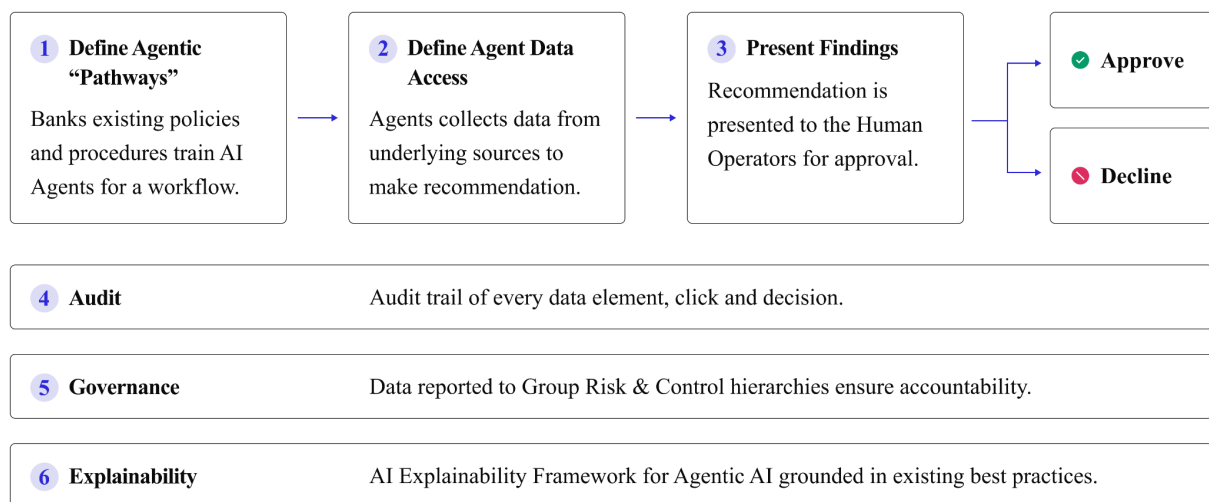 1 Define Agentic
“Pathways”
Banks existing policies
and procedures train AI
Agents for a workflow.
2 Define Agent Data
Access
Agents collects data from
underlying sources to
make recommendation.
3 Present Findings
Recommendation is
presented to the Human
Operators for approval.
Approve
Decline
4 Audit Audit trail of every data element, click and decision.
5 Governance Data reported to Group Risk & Control hierarchies ensure accountability.
6 Explainability AI Explainability Framework for Agentic AI grounded in existing best practices.